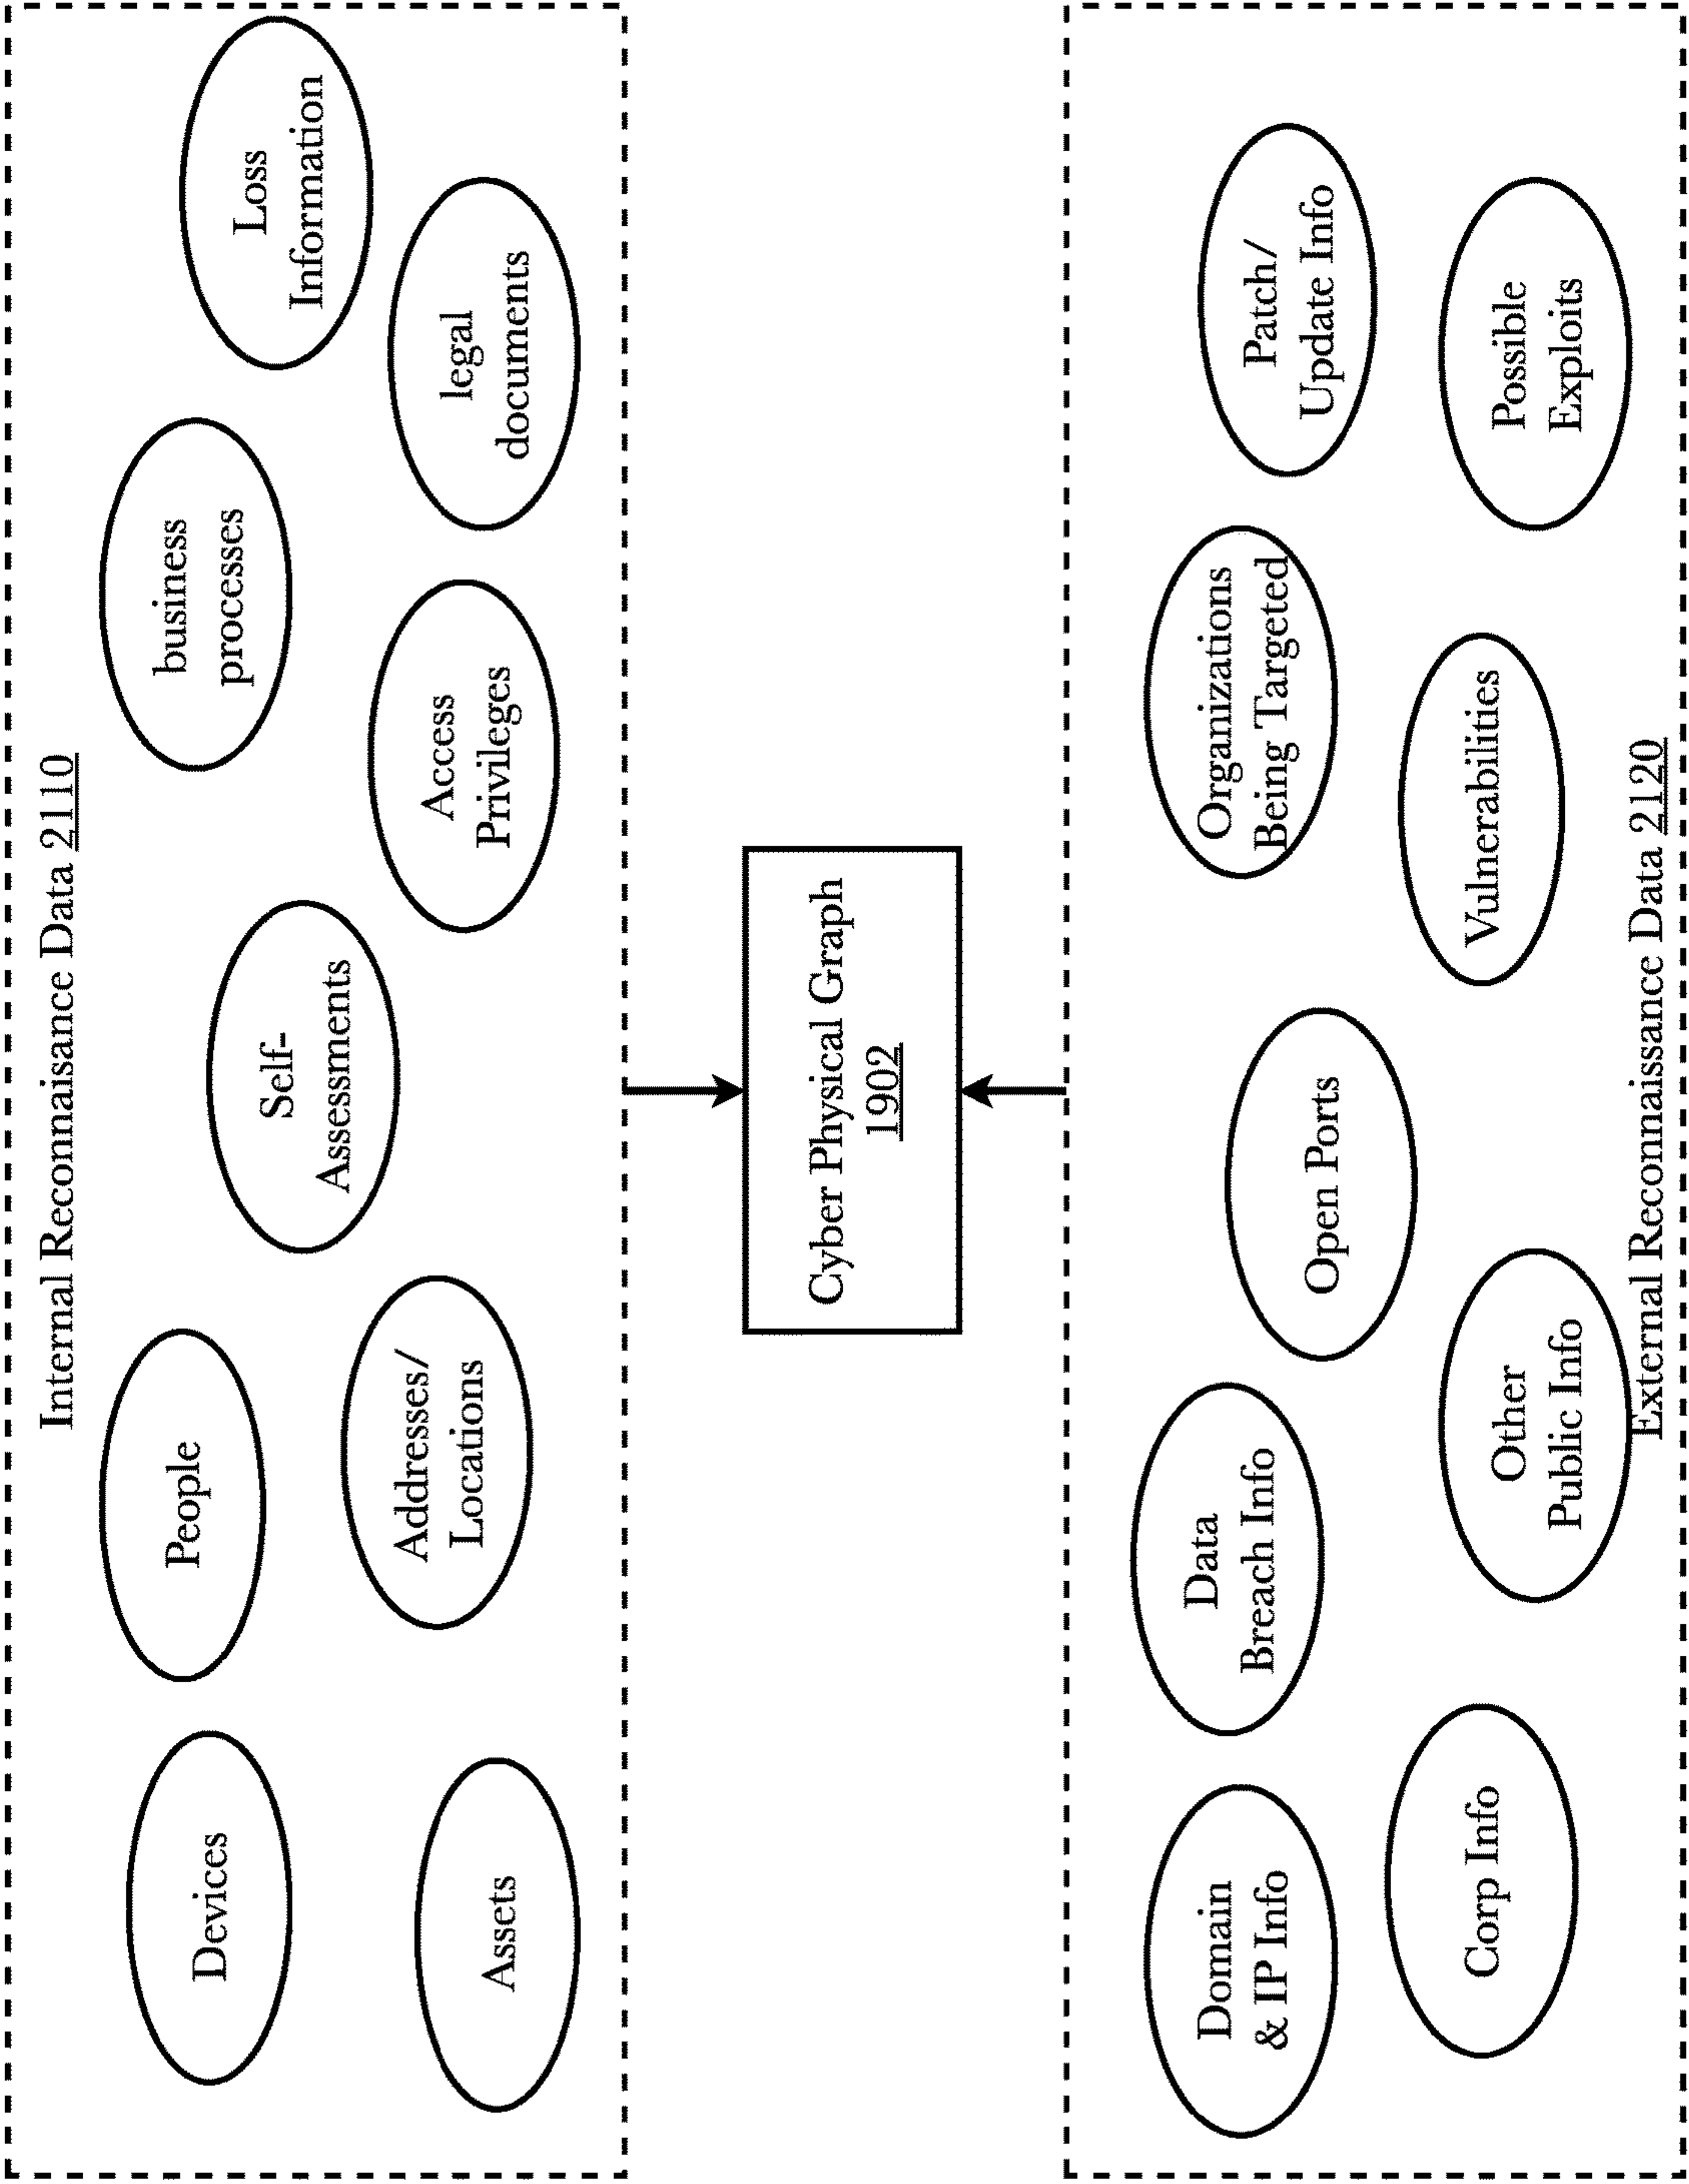 Internal Reconnaisance Data 2110
Devices
People
business
processes
Loss
Information
Self-
Assessments
Assets
Addresses/
Locations
Access
Privileges
legal
documents
Cyber Physical Graph
1902
Domain
& IP Info
Data
Breach Info
Organizations
Being Targeted
Patch/
Update Info
Open Ports
Corp Info
Other
Public Info
Vulnerabilities
Possible
Exploits
External Reconnaissance Data 2120